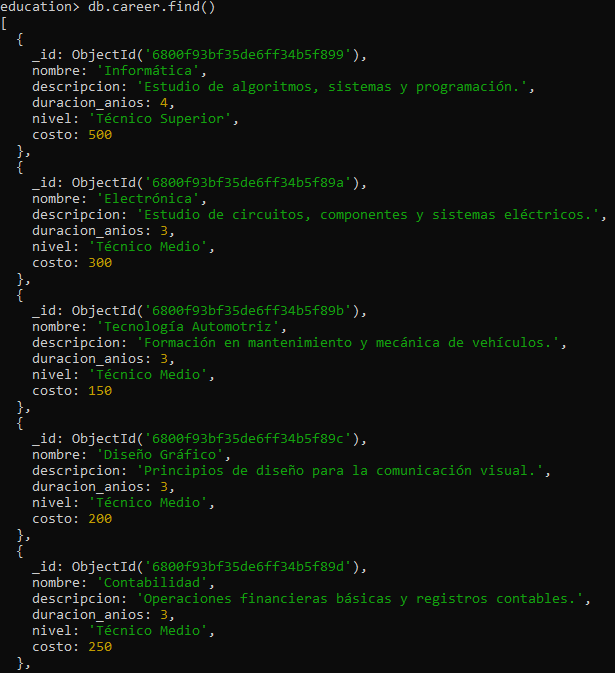 education> db.career.find()
[
  {
    _id: ObjectId('6800f93bf35de6ff34b5f899'),
    nombre: 'Informática',
    descripcion: 'Estudio de algoritmos, sistemas y programación.',
    duracion_anios: 4,
    nivel: 'Técnico Superior',
    costo: 500
  },
  {
    _id: ObjectId('6800f93bf35de6ff34b5f89a'),
    nombre: 'Electrónica',
    descripcion: 'Estudio de circuitos, componentes y sistemas eléctricos.',
    duracion_anios: 3,
    nivel: 'Técnico Medio',
    costo: 300
  },
  {
    _id: ObjectId('6800f93bf35de6ff34b5f89b'),
    nombre: 'Tecnología Automotriz',
    descripcion: 'Formación en mantenimiento y mecánica de vehículos.',
    duracion_anios: 3,
    nivel: 'Técnico Medio',
    costo: 150
  },
  {
    _id: ObjectId('6800f93bf35de6ff34b5f89c'),
    nombre: 'Diseño Gráfico',
    descripcion: 'Principios de diseño para la comunicación visual.',
    duracion_anios: 3,
    nivel: 'Técnico Medio',
    costo: 200
  },
  {
    _id: ObjectId('6800f93bf35de6ff34b5f89d'),
    nombre: 'Contabilidad',
    descripcion: 'Operaciones financieras básicas y registros contables.',
    duracion_anios: 3,
    nivel: 'Técnico Medio',
    costo: 250
  },